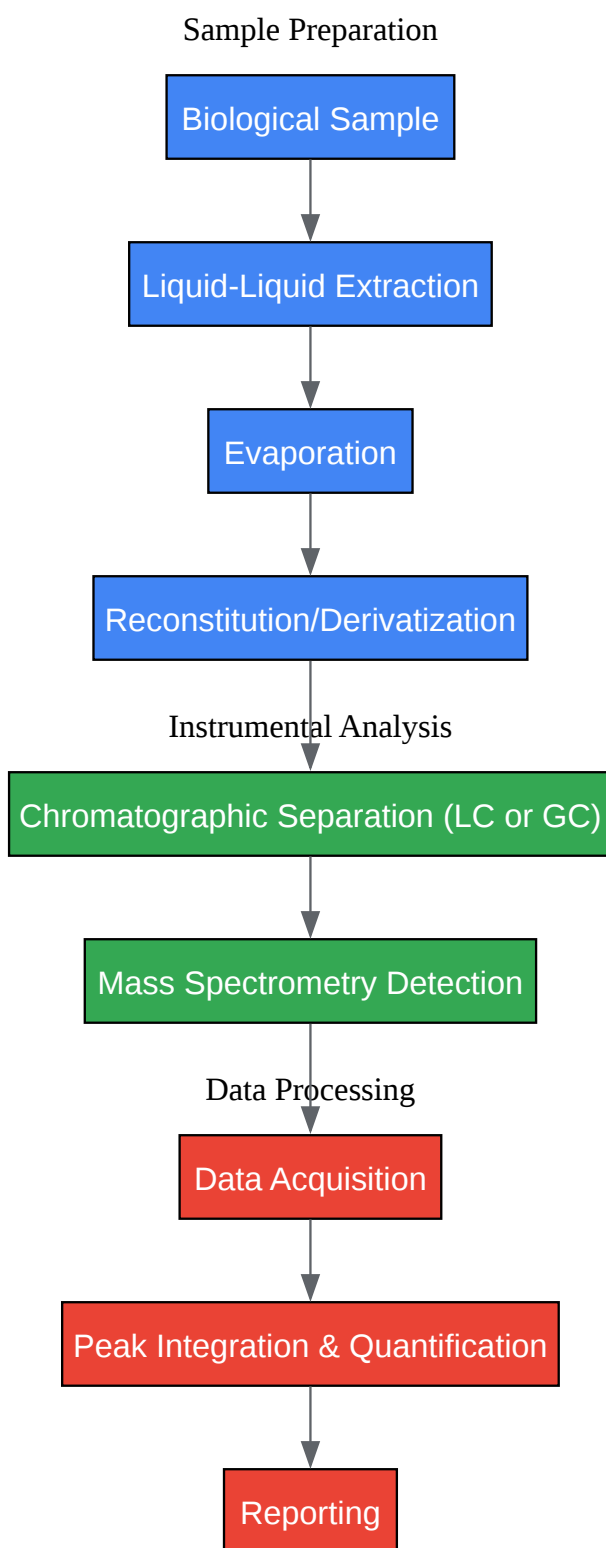 Sample Preparation
Biological Sample
Liquid-Liquid Extraction
Evaporation
Reconstitution/Derivatization
Instrumental Analysis
Chromatographic Separation (LC or GC)
Mass Spectrometry Detection
Data Processing
Data Acquisition
Peak Integration & Quantification
Reporting